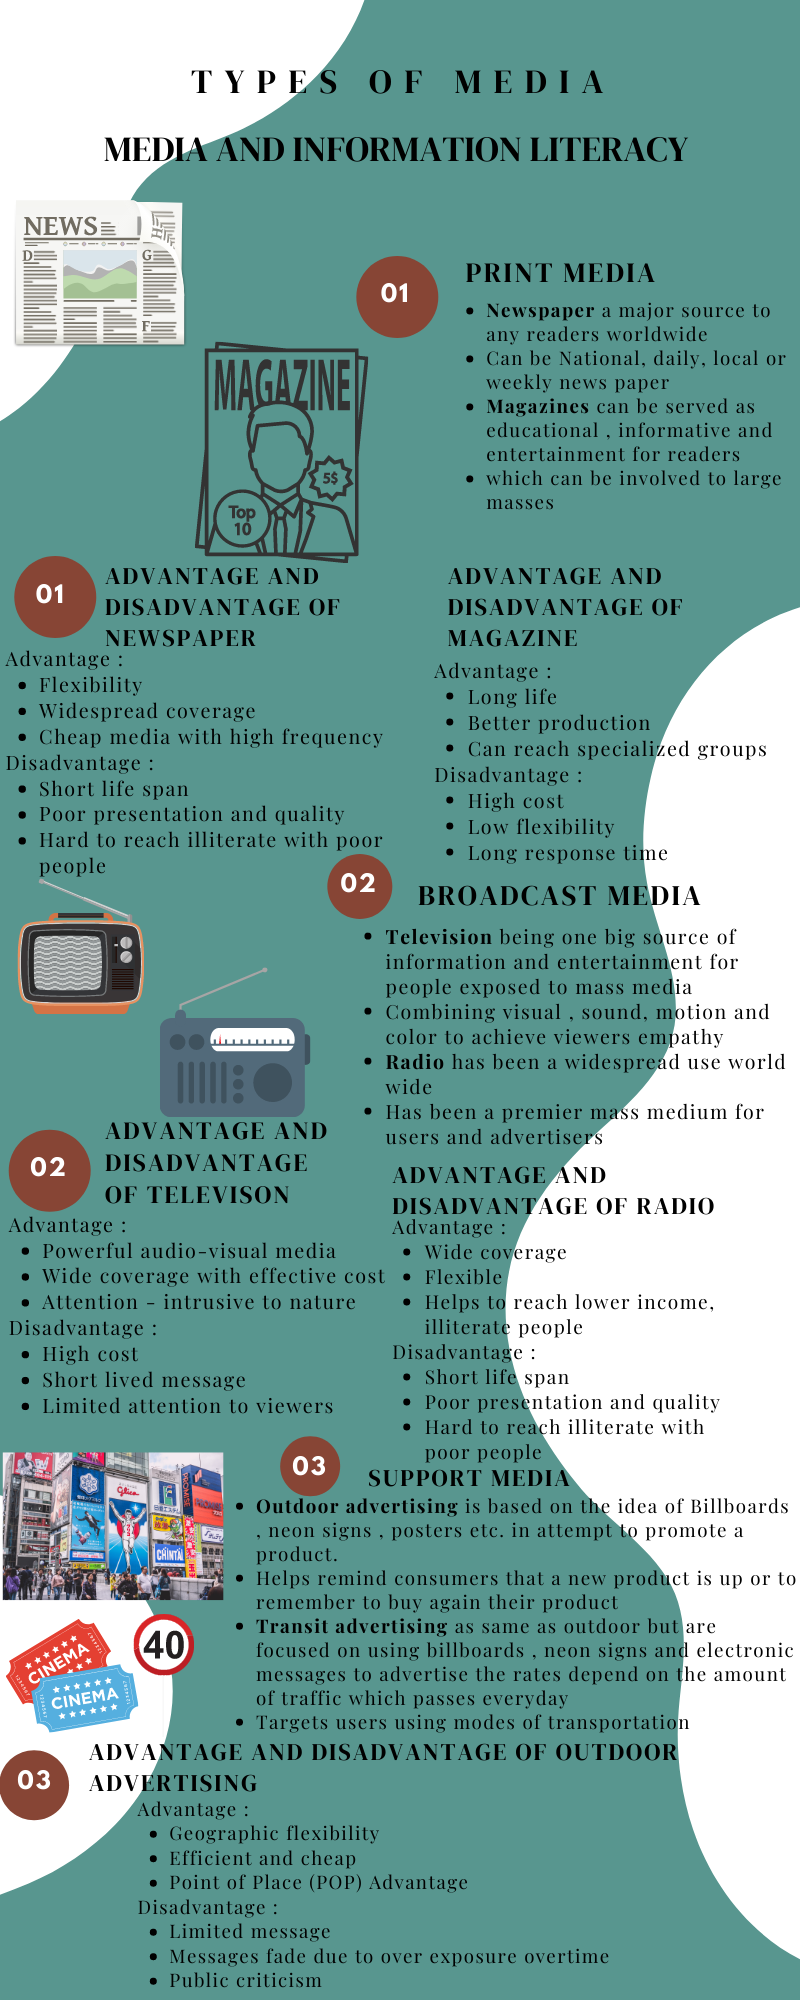 TYPES OF MEDIA
MEDIA AND INFORMATION LITERACY
NEWS
D
G
F
01
PRINT MEDIA
Newspaper a major source to
any readers worldwide
Can be National, daily, local or
weekly news paper
Magazines can be served as
educational , informative and
entertainment for readers
which can be involved to large
masses
MAGAZINE
5$
Top
10
01
ADVANTAGE AND
DISADVANTAGE OF
NEWSPAPER
Advantage :
Flexibility
Widespread coverage
Cheap media with high frequency
Disadvantage :
Short life span
Poor presentation and quality
Hard to reach illiterate with poor
people
ADVANTAGE AND
DISADVANTAGE OF
MAGAZINE
Advantage :
Long life
Better production
Can reach specialized groups
Disadvantage :
High cost
Low flexibility
Long response time
02
BROADCAST MEDIA
Television being one big source of
information and entertainment for
people exposed to mass media
Combining visual , sound, motion and
color to achieve viewers empathy
Radio has been a widespread use world
wide
Has been a premier mass medium for
users and advertisers
02
ADVANTAGE AND
DISADVANTAGE
OF TELEVISON
Advantage :
Powerful audio-visual media
Wide coverage with effective cost
Attention - intrusive to nature
Disadvantage :
High cost
Short lived message
Limited attention to viewers
ADVANTAGE AND
DISADVANTAGE OF RADIO
Advantage :
Wide coverage
Flexible
Helps to reach lower income,
illiterate people
Disadvantage :
Short life span
Poor presentation and quality
Hard to reach illiterate with
poor people
03
SUPPORT MEDIA
Outdoor advertising is based on the idea of Billboards
, neon signs , posters etc. in attempt to promote a
product.
Helps remind consumers that a new product is up or to
remember to buy again their product
Transit advertising as same as outdoor but are
focused on using billboards , neon signs and electronic
messages to advertise the rates depend on the amount
of traffic which passes everyday
Targets users using modes of transportation
Glico
CHINTAI
40
CINEMA
CINEMA
03
ADVANTAGE AND DISADVANTAGE OF OUTDOOR
ADVERTISING
Advantage :
Geographic flexibility
Efficient and cheap
Point of Place (POP) Advantage
Disadvantage :
Limited message
Messages fade due to over exposure overtime
Public criticism